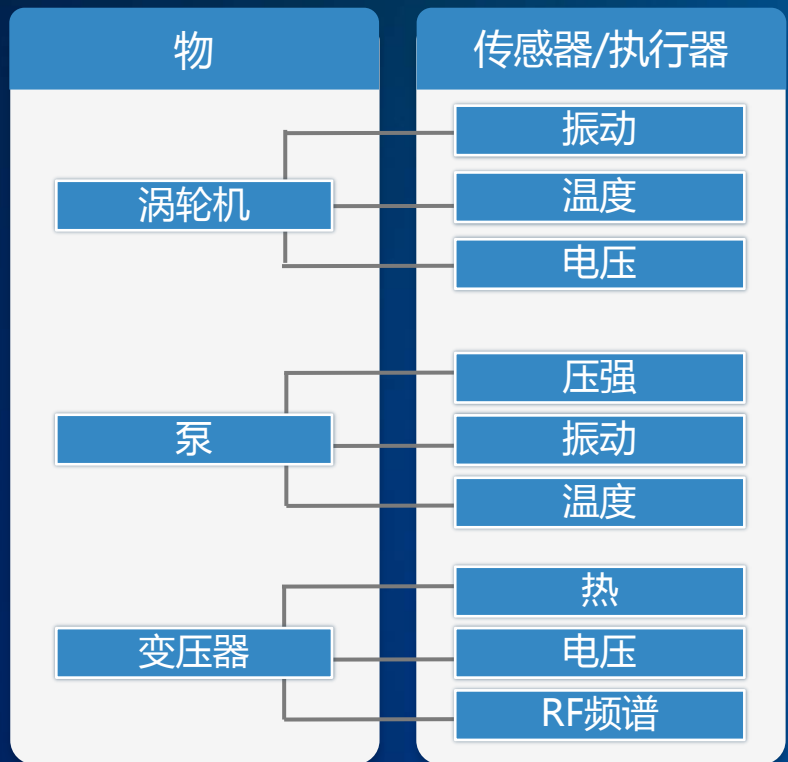 物
传感器/执行器
涡轮机
振动
温度
电压
泵
压强
振动
温度
变压器
热
电压
RF频谱